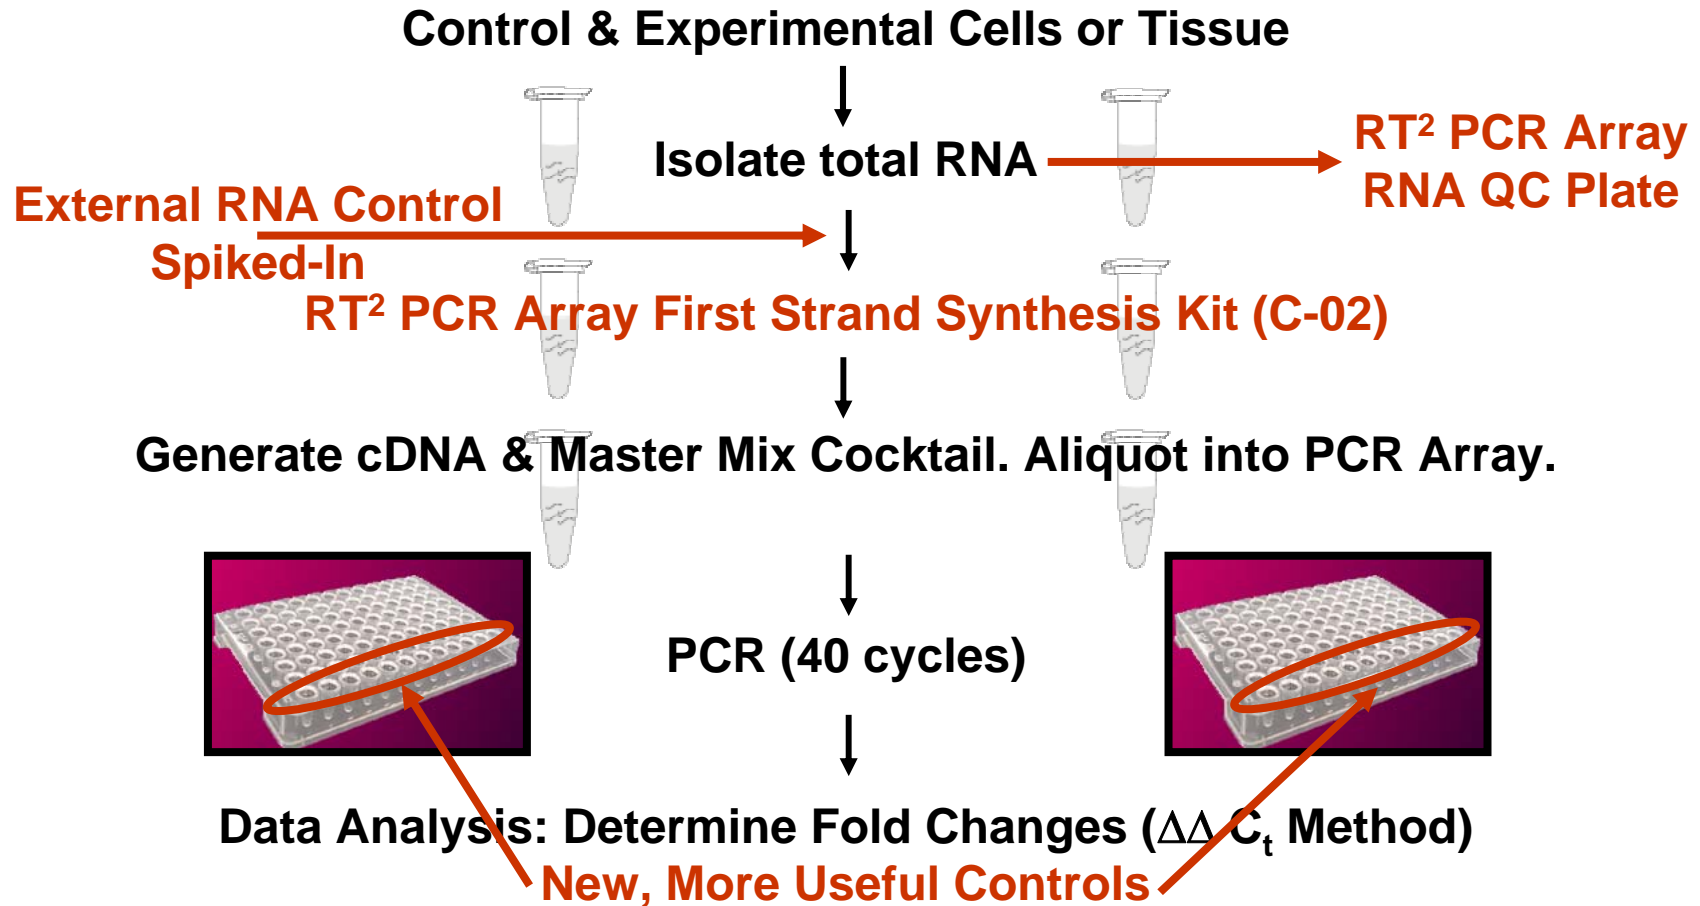 Control & Experimental Cells or Tissue
Isolate total RNA
RT² PCR Array
RNA QC Plate
External RNA Control
Spiked-In
RT² PCR Array First Strand Synthesis Kit (C-02)
Generate cDNA & Master Mix Cocktail. Aliquot into PCR Array.
PCR (40 cycles)
Data Analysis: Determine Fold Changes (ΔΔ Cₜ Method)
New, More Useful Controls